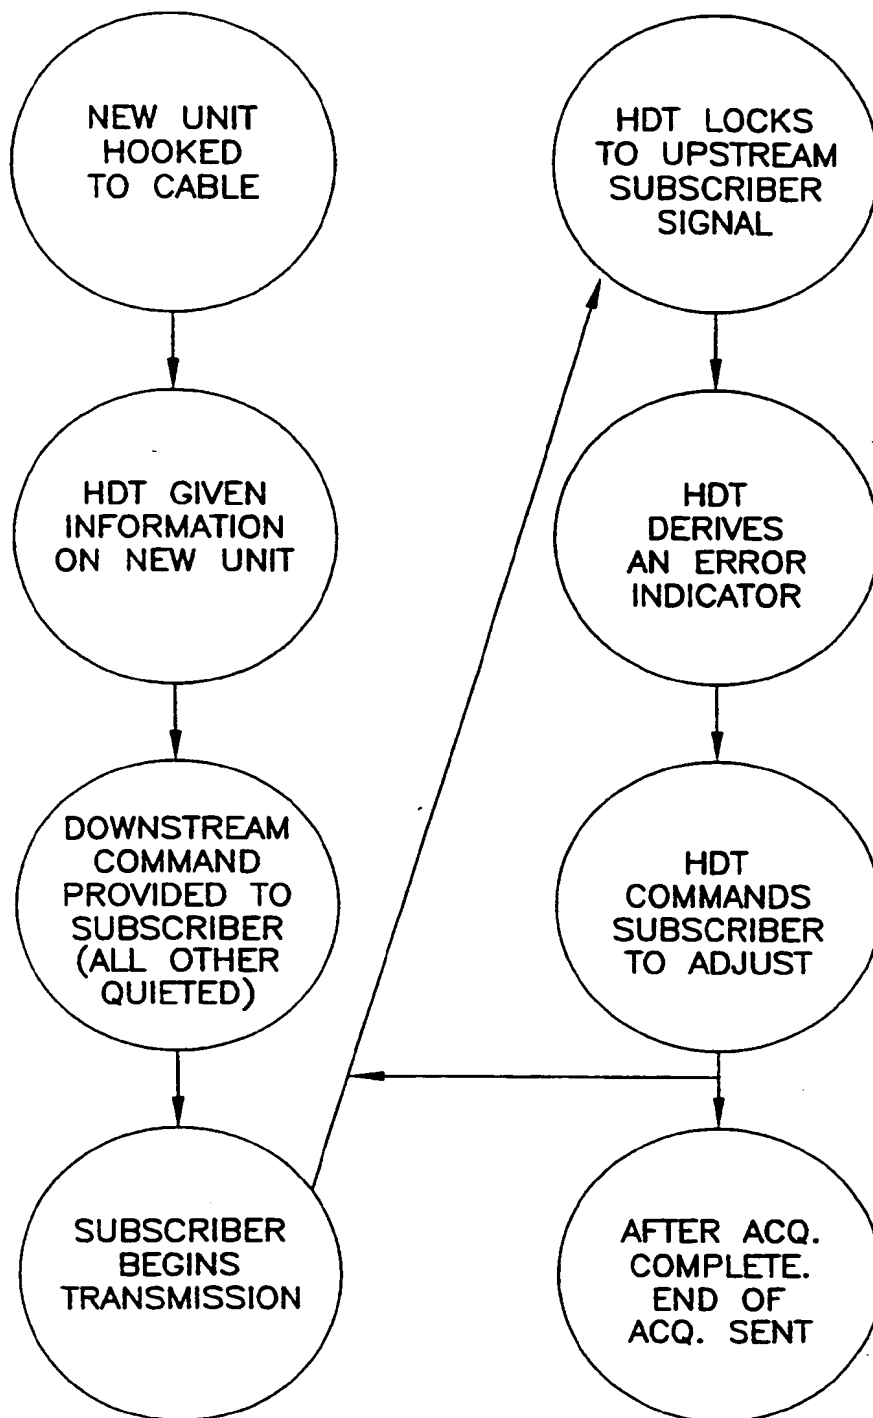 NEW UNIT
HOOKED
TO CABLE
HDT GIVEN
INFORMATION
ON NEW UNIT
DOWNSTREAM
COMMAND
PROVIDED TO
SUBSCRIBER
(ALL OTHER
QUIETED)
SUBSCRIBER
BEGINS
TRANSMISSION
HDT LOCKS
TO UPSTREAM
SUBSCRIBER
SIGNAL
HDT
DERIVES
AN ERROR
INDICATOR
HDT
COMMANDS
SUBSCRIBER
TO ADJUST
AFTER ACQ.
COMPLETE.
END OF
ACQ. SENT